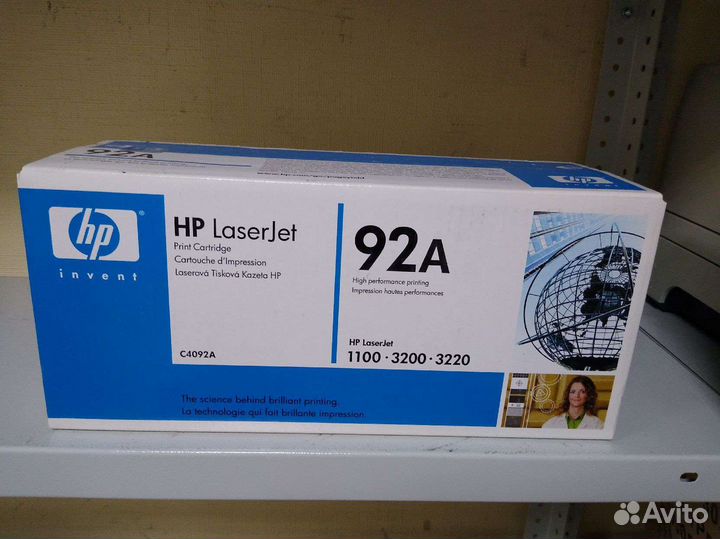 92A
hp
invent
HP LaserJet
Print Cartridge
Cartouche d'Impression
Laserová Tisková Kazeta HP
C4092A
92A
High performance printing
Impression hautes performances
HP LaserJet
1100 · 3200 · 3220
The science behind brilliant printing.
La technologie qui fait brillante impression.
Avito